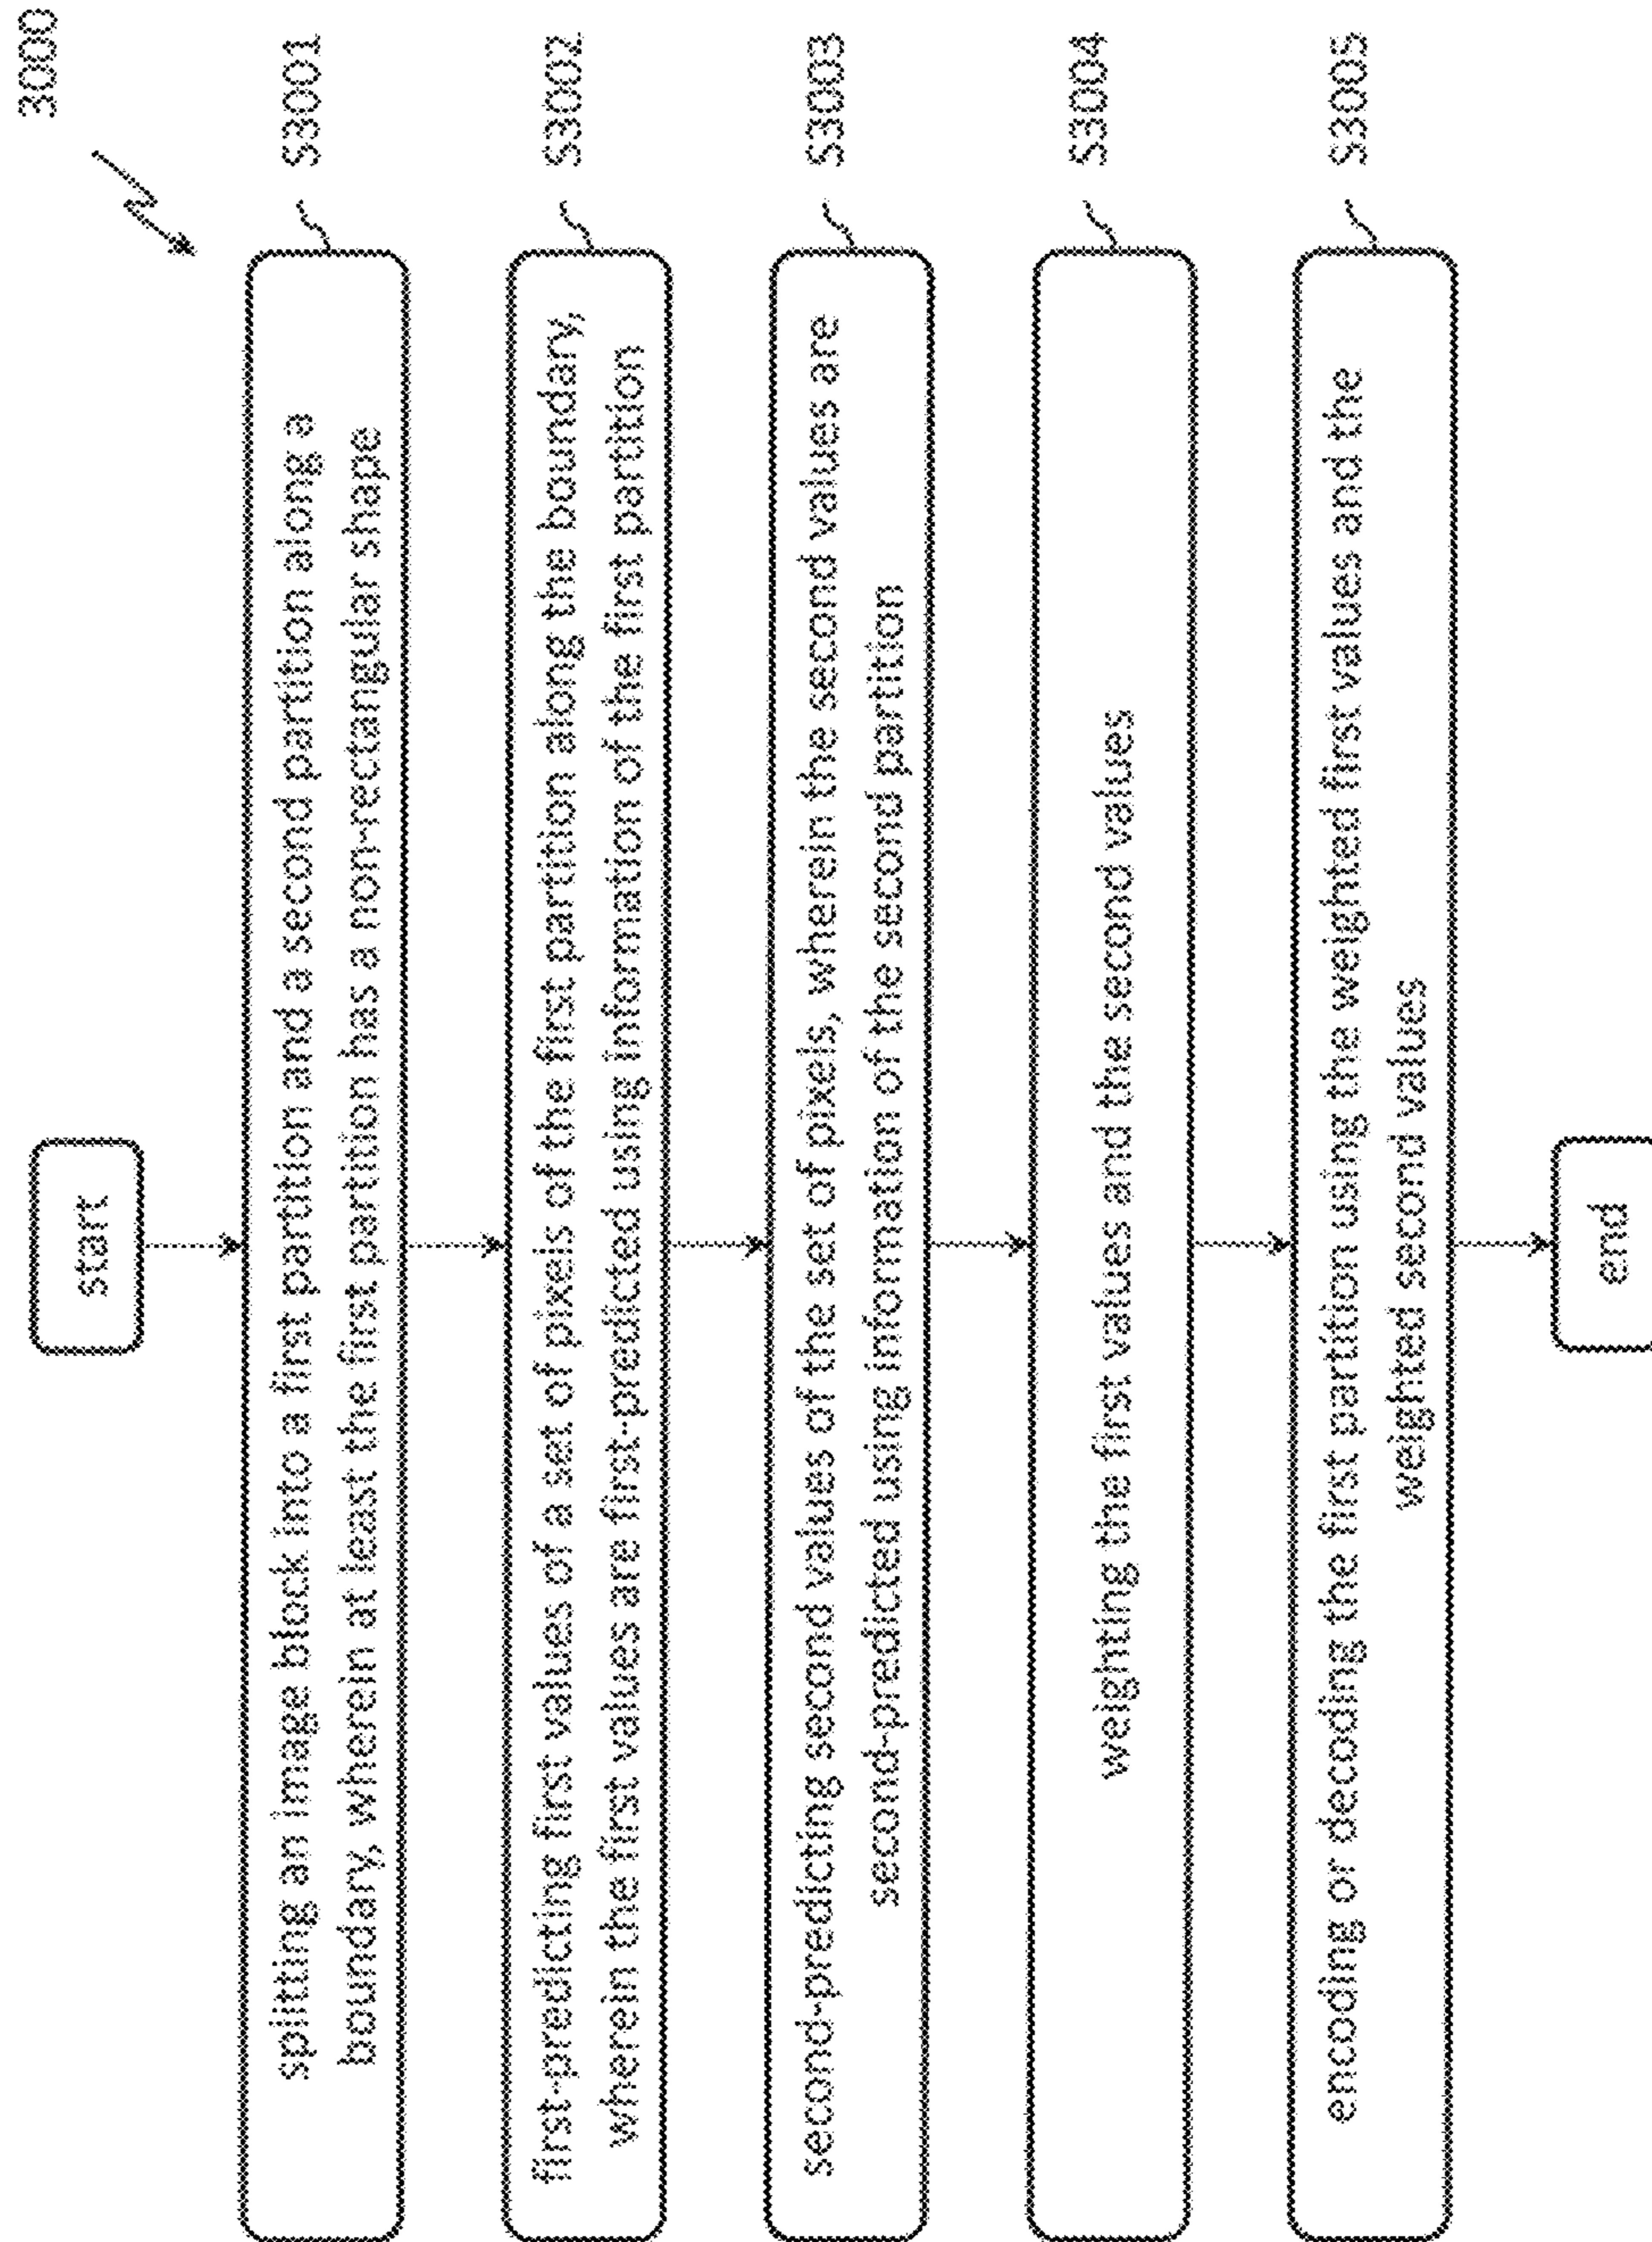 3000
start
splitting an image block into a first partition and a second partition along a
boundary, wherein at least the first partition has a non-rectangular shape
S3001
first-predicting first values of a set of pixels of the first partition along the boundary,
wherein the first values are first-predicted using information of the first partition
S3002
second-predicting second values of the set of pixels, wherein the second values are
second-predicted using information of the second partition
S3003
weighting the first values and the second values
S3004
encoding or decoding the first partition using the weighted first values and the
weighted second values
S3005
end